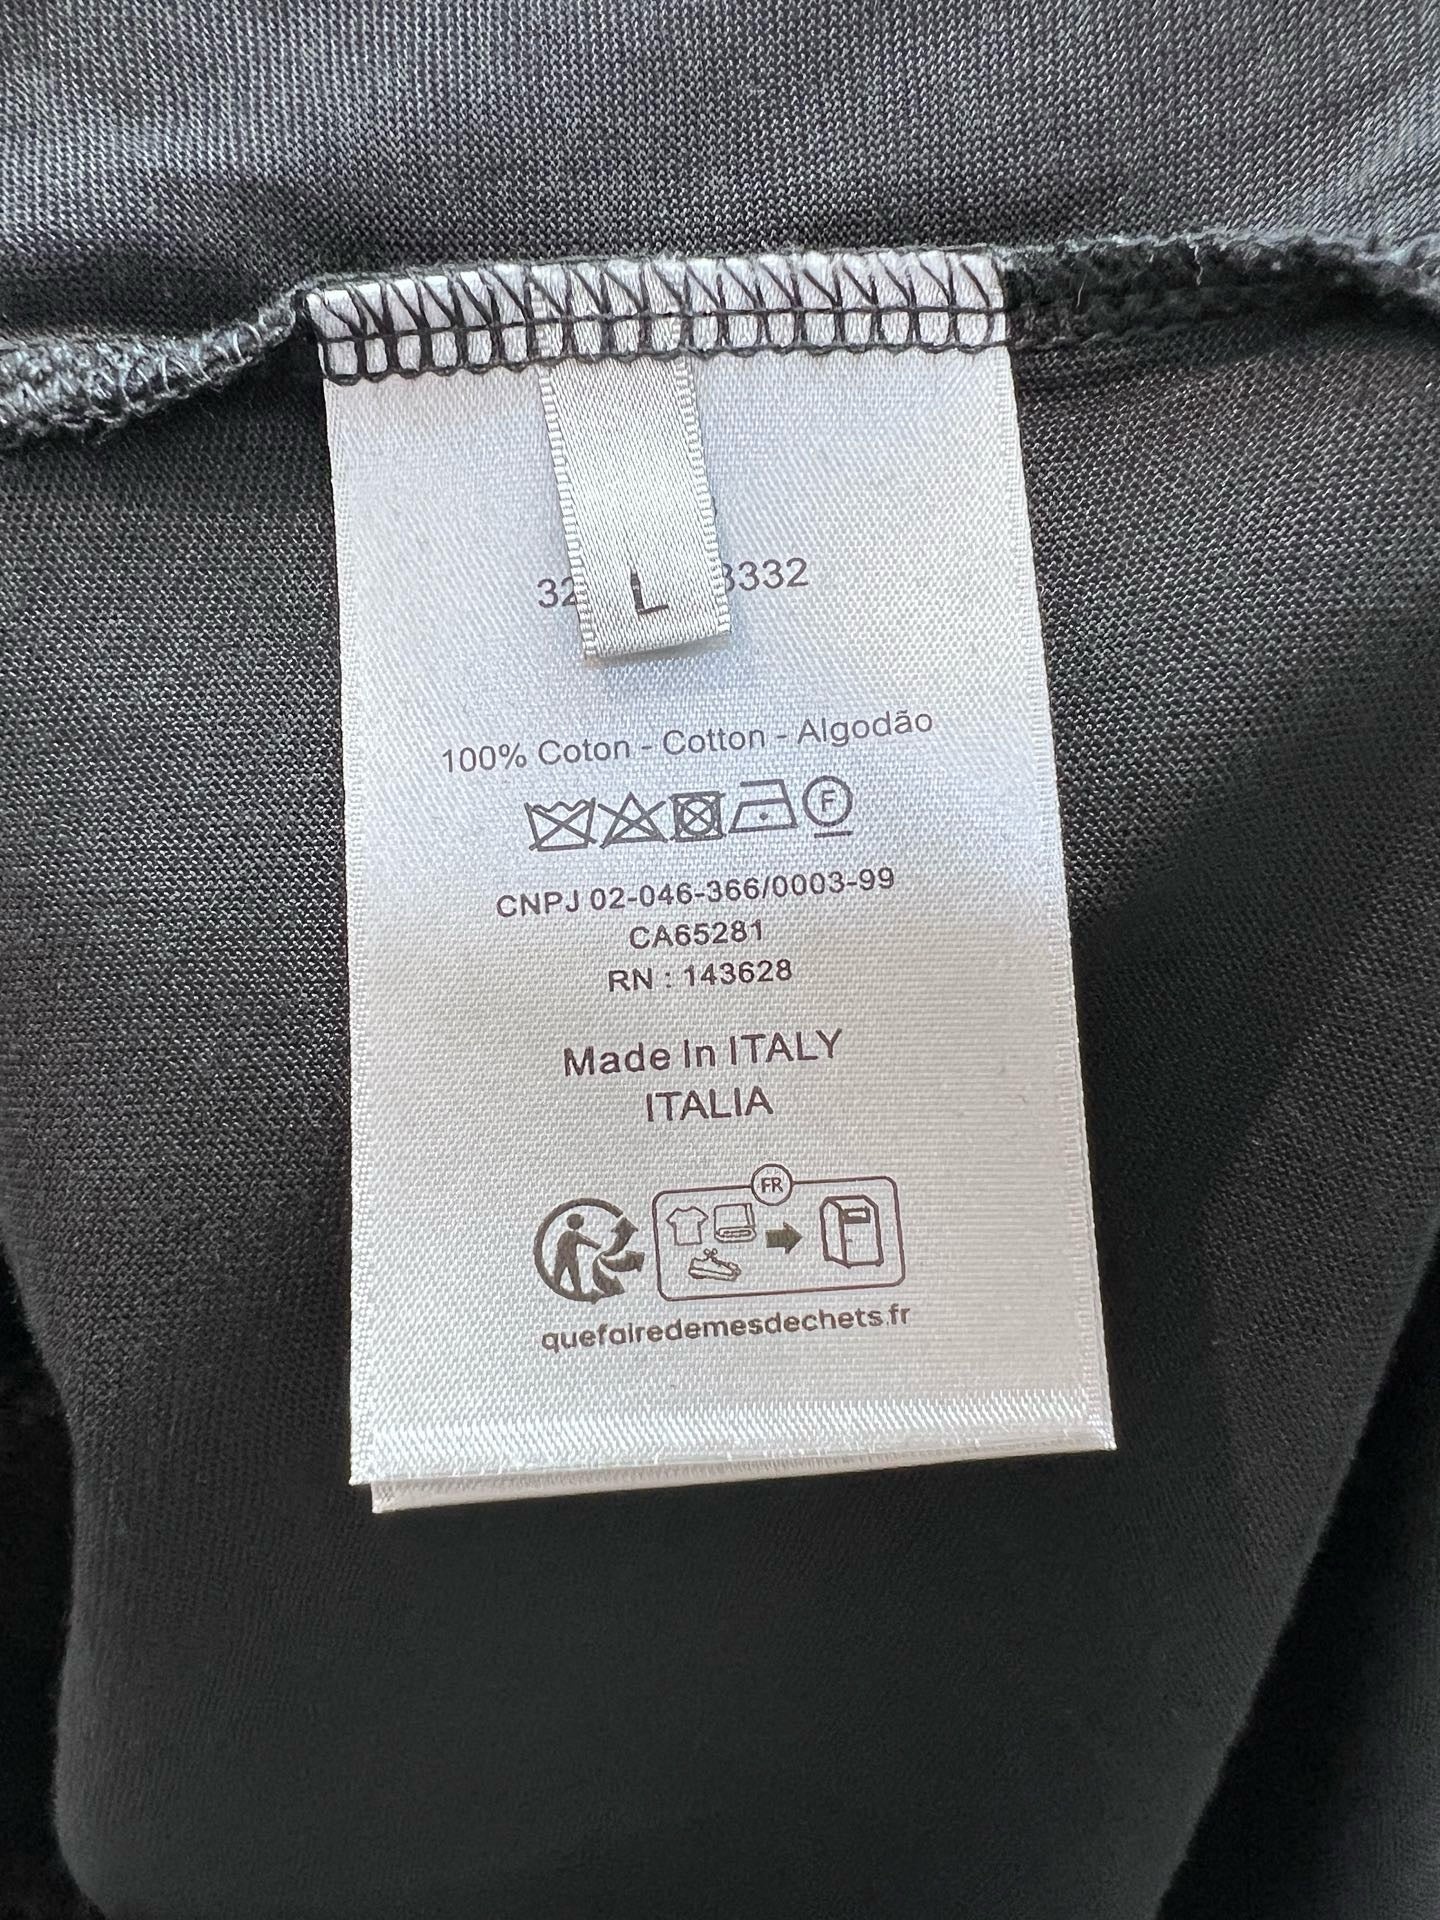 L
100% Coton - Cotton - Algodão
F
CNPJ 02-046-366/0003-99
CA65281
RN : 143628
Made In ITALY
ITALIA
FR
quefairedemesdechets.fr